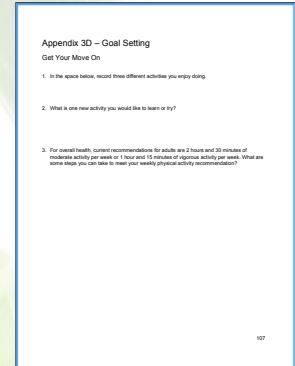 Appendix 3D – Goal Setting
Get Your Move On
1. In the space below, record three different activities you enjoy doing.
2. What is one new activity you would like to learn or try?
3. For overall health, current recommendations for adults are 2 hours and 30 minutes of
moderate activity per week or 1 hour and 15 minutes of vigorous activity per week. What are
some steps you can take to meet your weekly physical activity recommendation?
107